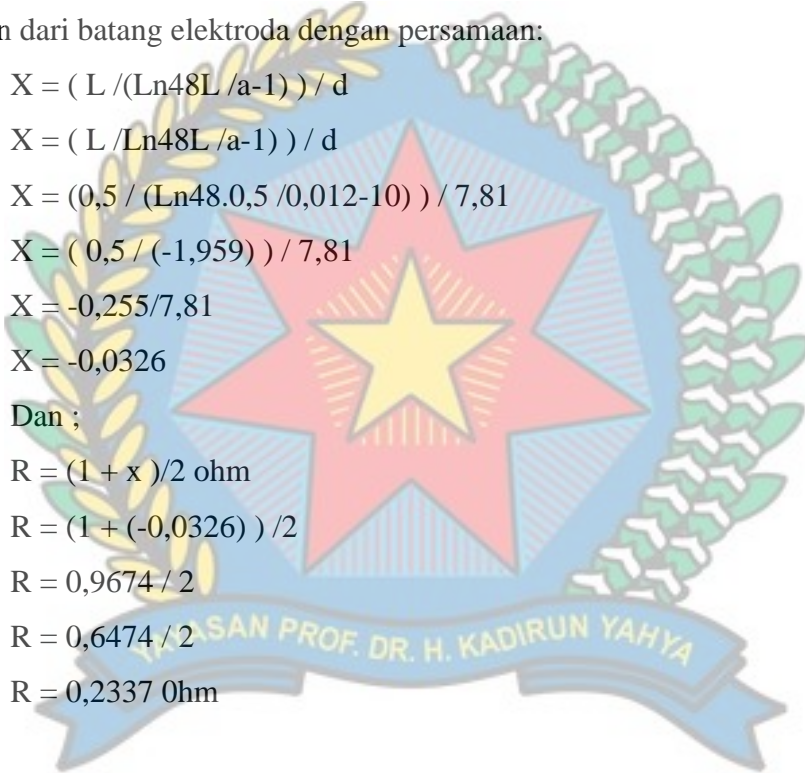 n dari batang elektroda dengan persamaan:
X = ( L /(Ln48L /a-1) ) / d
X = ( L /Ln48L /a-1) ) / d
X = (0,5 / (Ln48.0,5 /0,012-10) ) / 7,81
X = ( 0,5 / (-1,959) ) / 7,81
X = -0,255/7,81
X = -0,0326
Dan ;
R = (1 + x )/2 ohm
R = (1 + (-0,0326) ) /2
R = 0,9674 / 2
R = 0,6474 / 2
R = 0,2337 0hm
YAYASAN PROF. DR. H. KADIRUN YAHYA